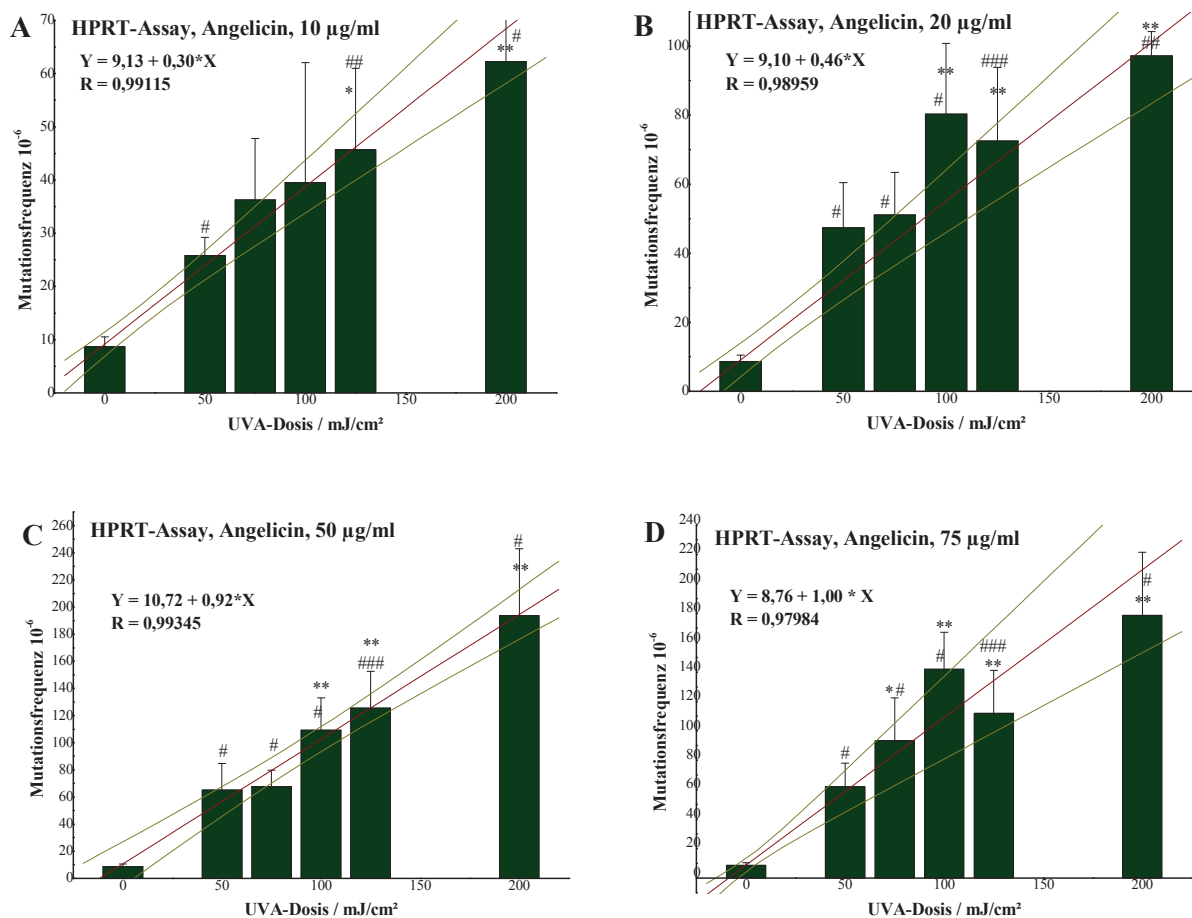 A
HPRT-Assay, Angelicin, 10 µg/ml
Y = 9,13 + 0,30*X
R = 0,99115
Mutationsfrequenz 10⁻⁶
70
60
50
40
30
20
10
0
#
##
*
#
**
0 50 100 150 200
UVA-Dosis / mJ/cm²
B
HPRT-Assay, Angelicin, 20 µg/ml
Y = 9,10 + 0,46*X
R = 0,98959
Mutationsfrequenz 10⁻⁶
100
80
60
40
20
0
#
#
**
#
###
**
**
##
0 50 100 150 200
UVA-Dosis / mJ/cm²
C
HPRT-Assay, Angelicin, 50 µg/ml
Y = 10,72 + 0,92*X
R = 0,99345
Mutationsfrequenz 10⁻⁶
260
240
220
200
180
160
140
120
100
80
60
40
20
0
#
#
**
#
**
###
#
**
0 50 100 150 200
UVA-Dosis / mJ/cm²
D
HPRT-Assay, Angelicin, 75 µg/ml
Y = 8,76 + 1,00 * X
R = 0,97984
Mutationsfrequenz 10⁻⁶
240
220
200
180
160
140
120
100
80
60
40
20
0
#
*#
**
#
###
**
#
**
0 50 100 150 200
UVA-Dosis / mJ/cm²